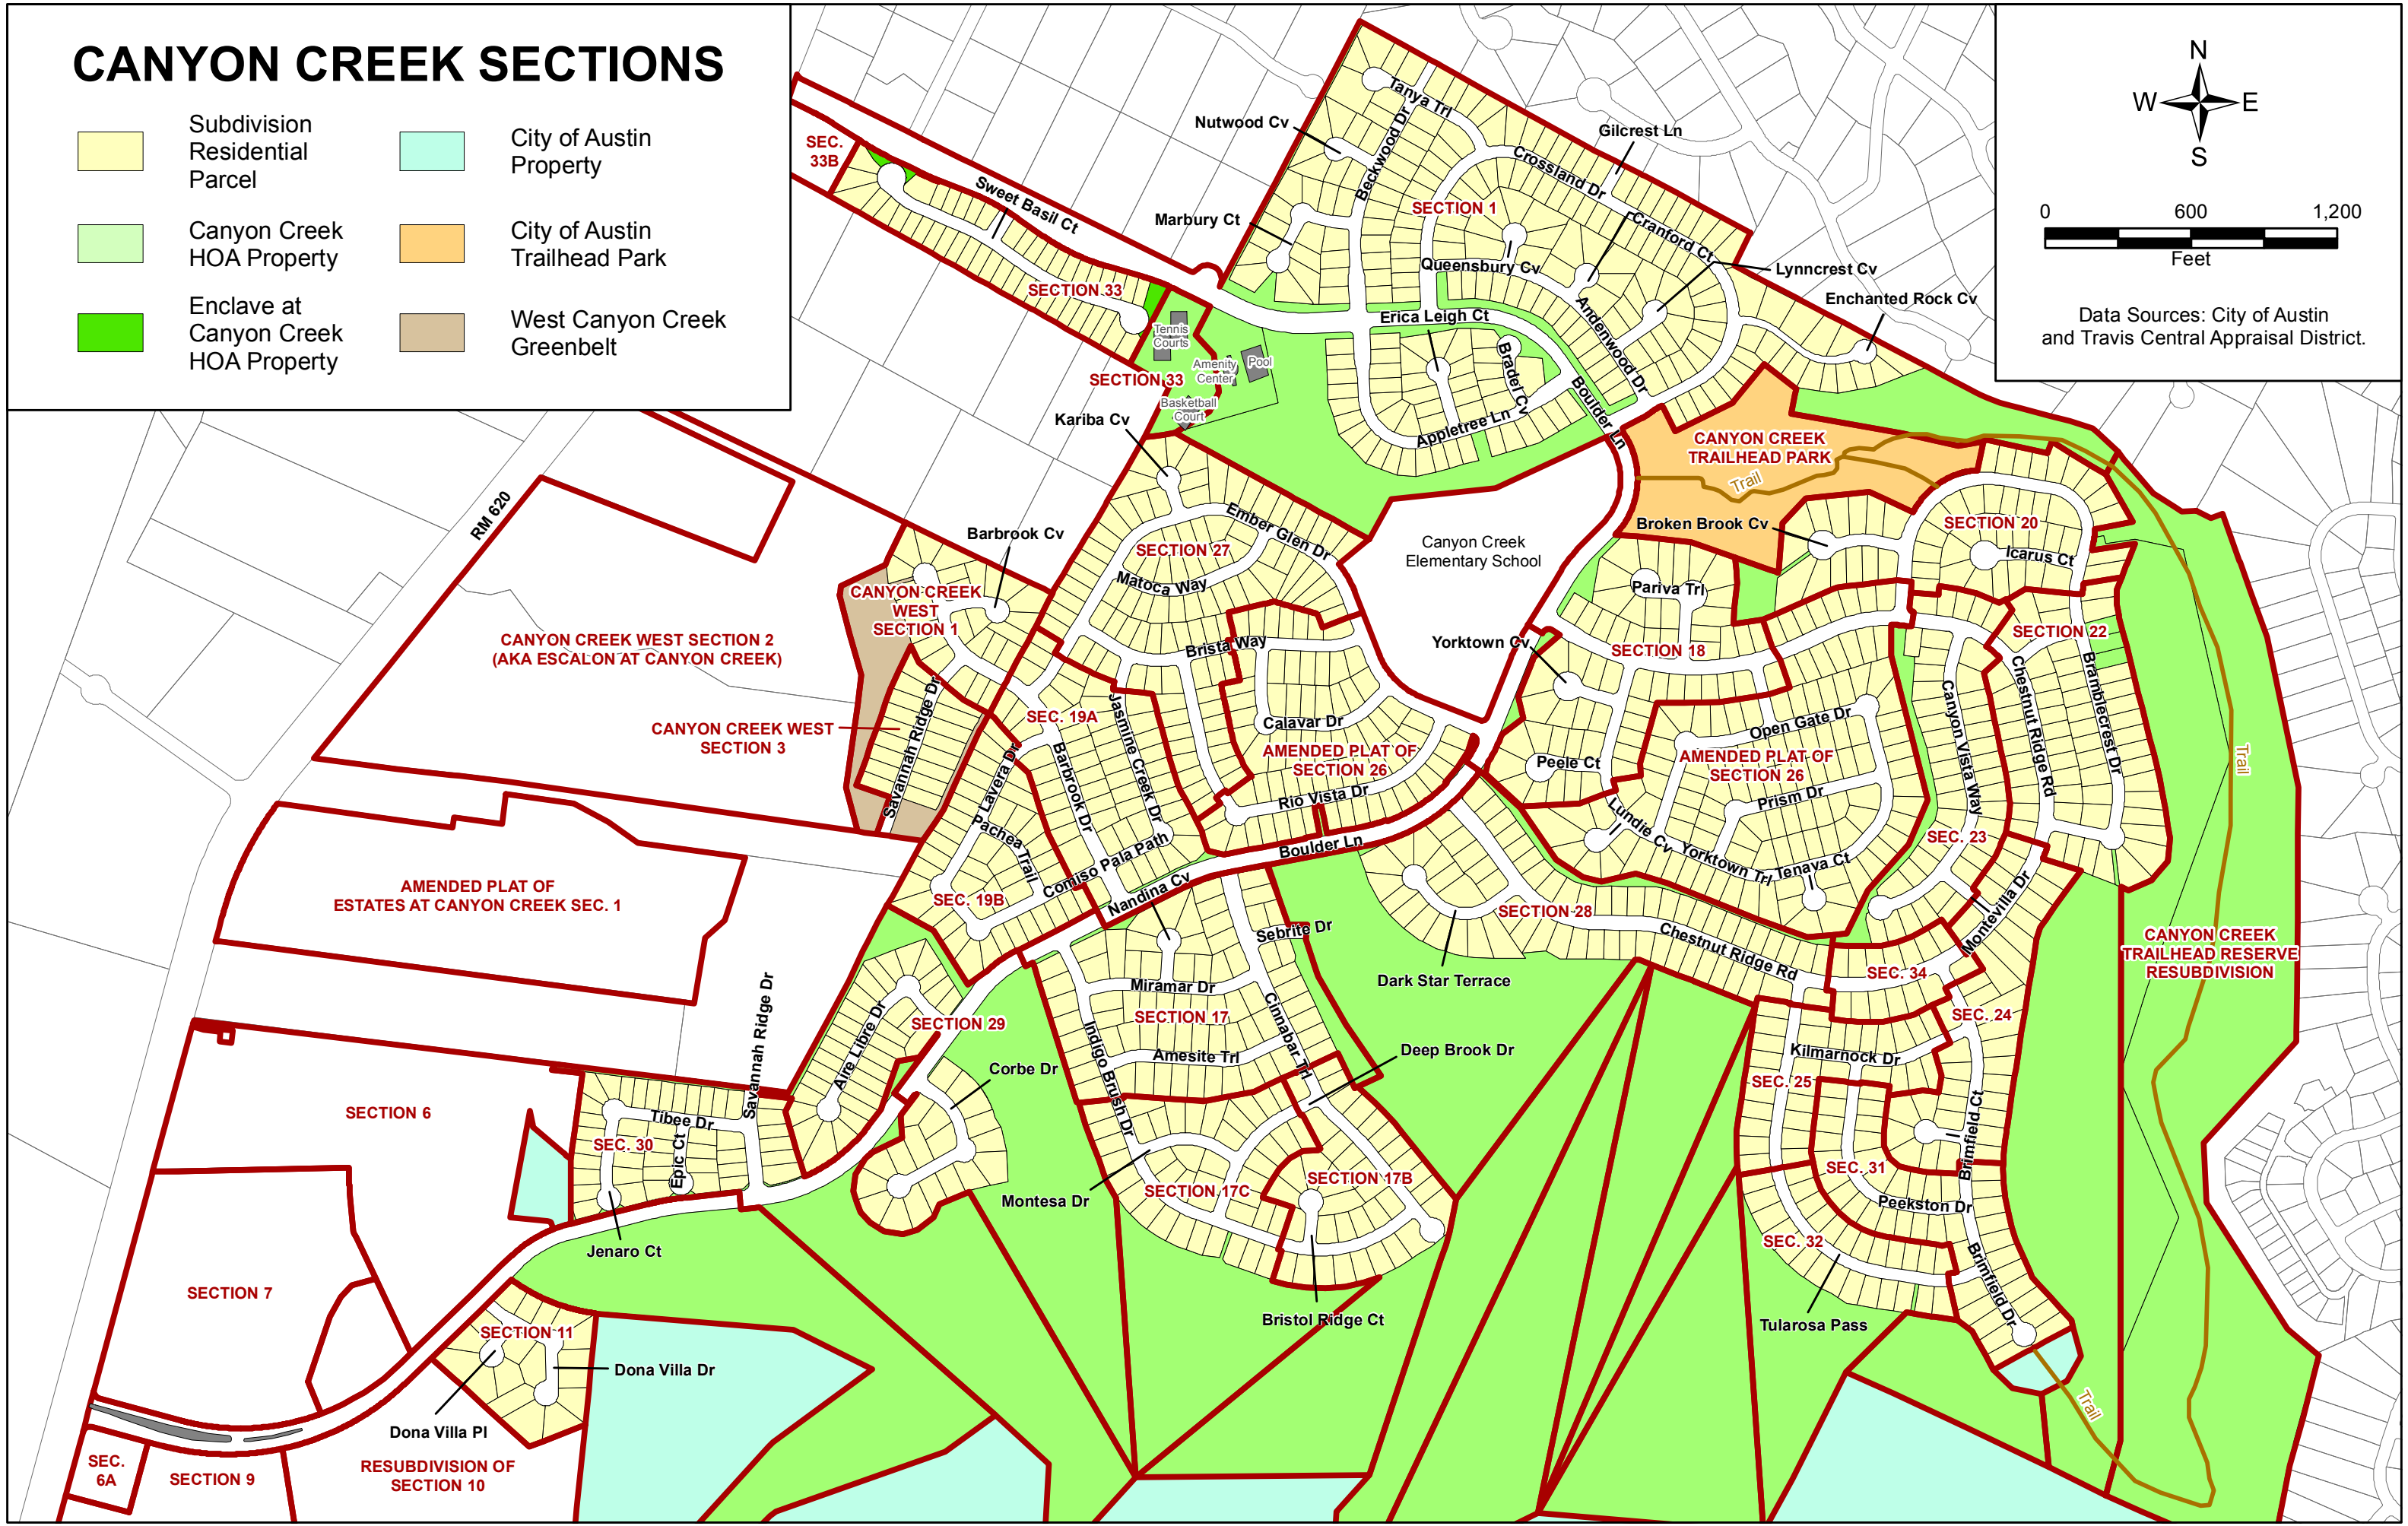 CANYON CREEK SECTIONS
Subdivision
Residential
Parcel
City of Austin
Property
Canyon Creek
HOA Property
City of Austin
Trailhead Park
Enclave at
Canyon Creek
HOA Property
West Canyon Creek
Greenbelt
N
W
E
S
0
600
1,200
Feet
Data Sources: City of Austin
and Travis Central Appraisal District.
SEC.
33B
Sweet Basil Ct
SECTION 33
Tanya Trl
Nutwood Cv
Beckwood Dr
Gilcrest Ln
Crossland Dr
SECTION 1
Marbury Ct
Cranford Ct
Queensbury Cv
Lynncrest Cv
Enchanted Rock Cv
Erica Leigh Ct
Andenwood Dr
Bradel Cv
Boulder Ln
Appletree Ln
Tennis
Courts
Amenity
Center
Pool
Basketball
Court
SECTION 33
Kariba Cv
CANYON CREEK
TRAILHEAD PARK
Trail
RM 620
Barbrook Cv
Ember Glen Dr
SECTION 27
Matoca Way
Canyon Creek
Elementary School
Broken Brook Cv
SECTION 20
Icarus Ct
Pariva Trl
CANYON CREEK
WEST
SECTION 1
CANYON CREEK WEST SECTION 2
(AKA ESCALON AT CANYON CREEK)
Brista Way
Yorktown Cv
SECTION 18
SECTION 22
Savannah Ridge Dr
CANYON CREEK WEST
SECTION 3
SEC. 19A
Jasmine Creek Dr
Calavar Dr
AMENDED PLAT OF
SECTION 26
Lavera Dr
Barbrook Dr
Rio Vista Dr
Peele Ct
Open Gate Dr
AMENDED PLAT OF
SECTION 26
Prism Dr
Canyon Vista Way
Chestnut Ridge Rd
Bramblecrest Dr
Trail
Pachea Trail
Comiso Pala Path
Boulder Ln
Lundie Cv
Yorktown Trl
Tenava Ct
SEC. 23
AMENDED PLAT OF
ESTATES AT CANYON CREEK SEC. 1
SEC. 19B
Nandina Cv
SECTION 28
Montevilla Dr
Sebrite Dr
Dark Star Terrace
Chestnut Ridge Rd
SEC. 34
CANYON CREEK
TRAILHEAD RESERVE
RESUBDIVISION
Savannah Ridge Dr
Aire Libre Dr
SECTION 29
Miramar Dr
SECTION 17
Cinnabar Trl
SEC. 24
Indigo Brush Dr
Amesite Trl
Deep Brook Dr
Kilmarnock Dr
Corbe Dr
SEC. 25
SECTION 6
Tibee Dr
SEC. 30
Epic Ct
Brimfield Ct
SEC. 31
Montesa Dr
SECTION 17C
SECTION 17B
Peekston Dr
Jenaro Ct
SEC. 32
Brimfield Dr
SECTION 7
Bristol Ridge Ct
Tularosa Pass
SECTION 11
Dona Villa Dr
Dona Villa Pl
Trail
SEC.
6A
SECTION 9
RESUBDIVISION OF
SECTION 10